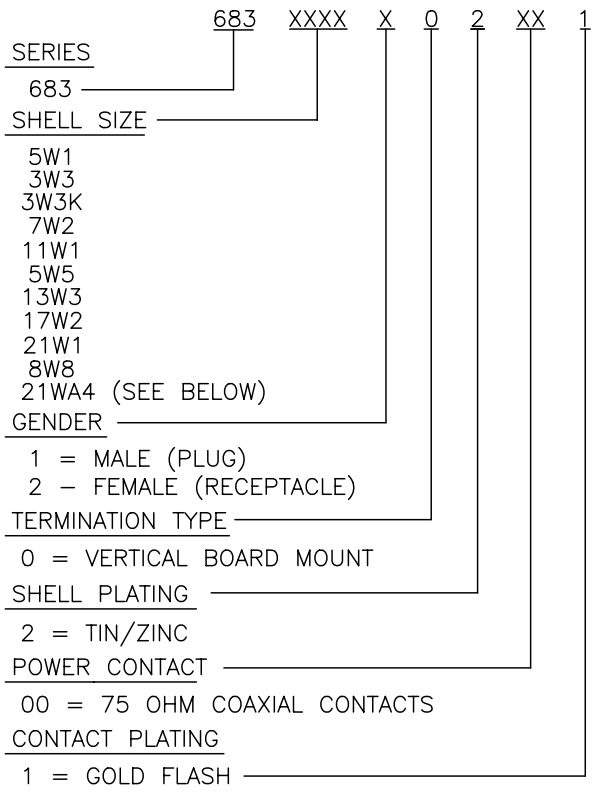 683 XXXX X 0 2 XX 1
SERIES
683
SHELL SIZE
5W1
3W3
3W3K
7W2
11W1
5W5
13W3
17W2
21W1
8W8
21WA4 (SEE BELOW)
GENDER
1 = MALE (PLUG)
2 – FEMALE (RECEPTACLE)
TERMINATION TYPE
0 = VERTICAL BOARD MOUNT
SHELL PLATING
2 = TIN/ZINC
POWER CONTACT
00 = 75 OHM COAXIAL CONTACTS
CONTACT PLATING
1 = GOLD FLASH